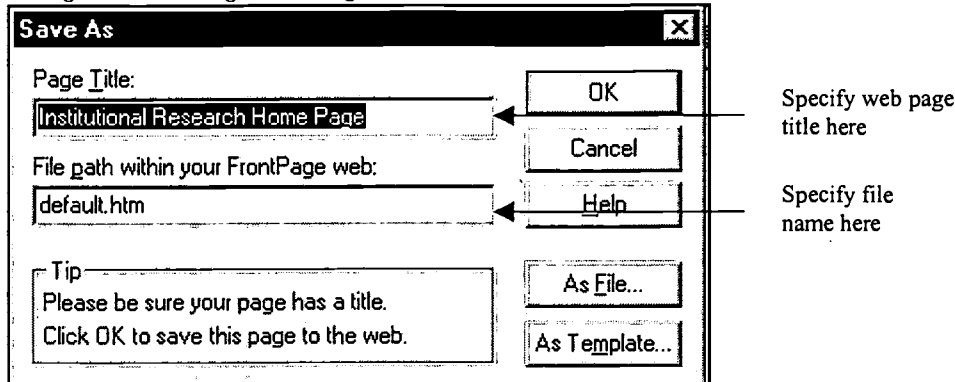 Save As
Page Title:
Institutional Research Home Page
File path within your FrontPage web:
default.htm
Tip
Please be sure your page has a title.
Click OK to save this page to the web.
OK
Cancel
Help
As File...
As Template...
Specify web page
title here
Specify file
name here